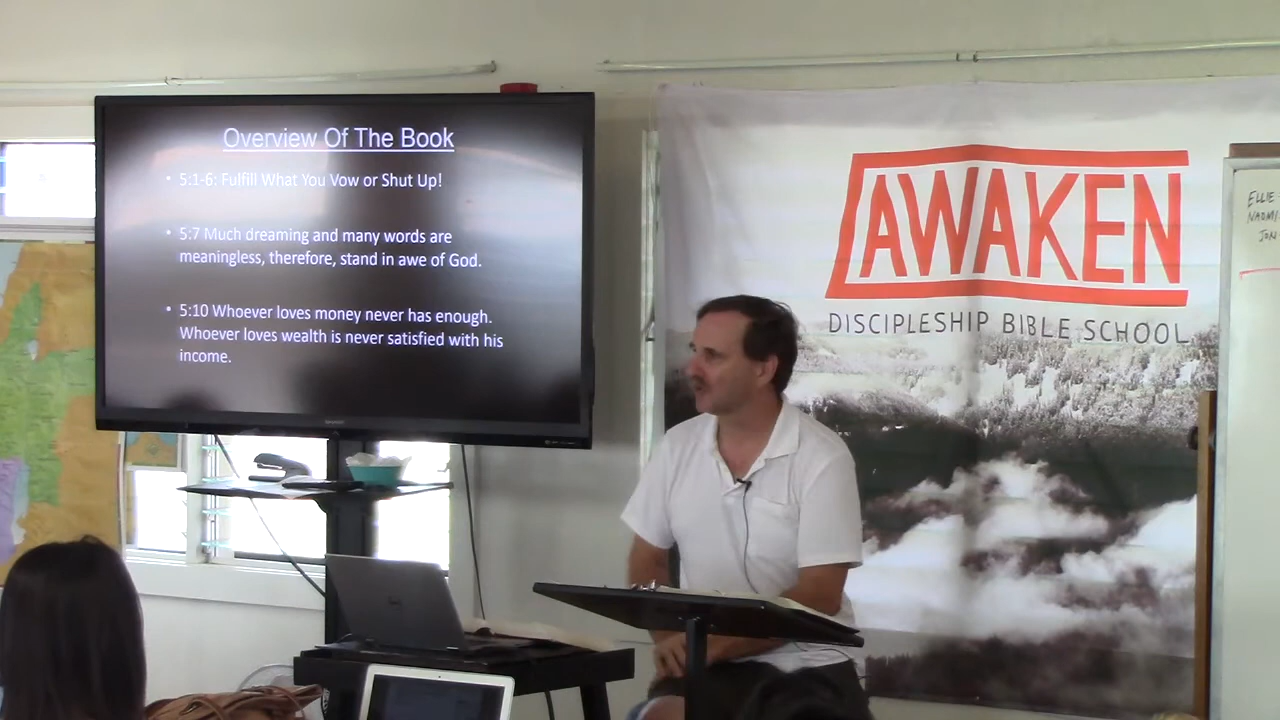 Overview Of The Book
• 5:1-6: Fulfill What You Vow or Shut Up!
• 5:7 Much dreaming and many words are
meaningless, therefore, stand in awe of God.
• 5:10 Whoever loves money never has enough.
Whoever loves wealth is never satisfied with his
income.
SHARP
AWAKEN
DISCIPLESHIP BIBLE SCHOOL
ELLIE